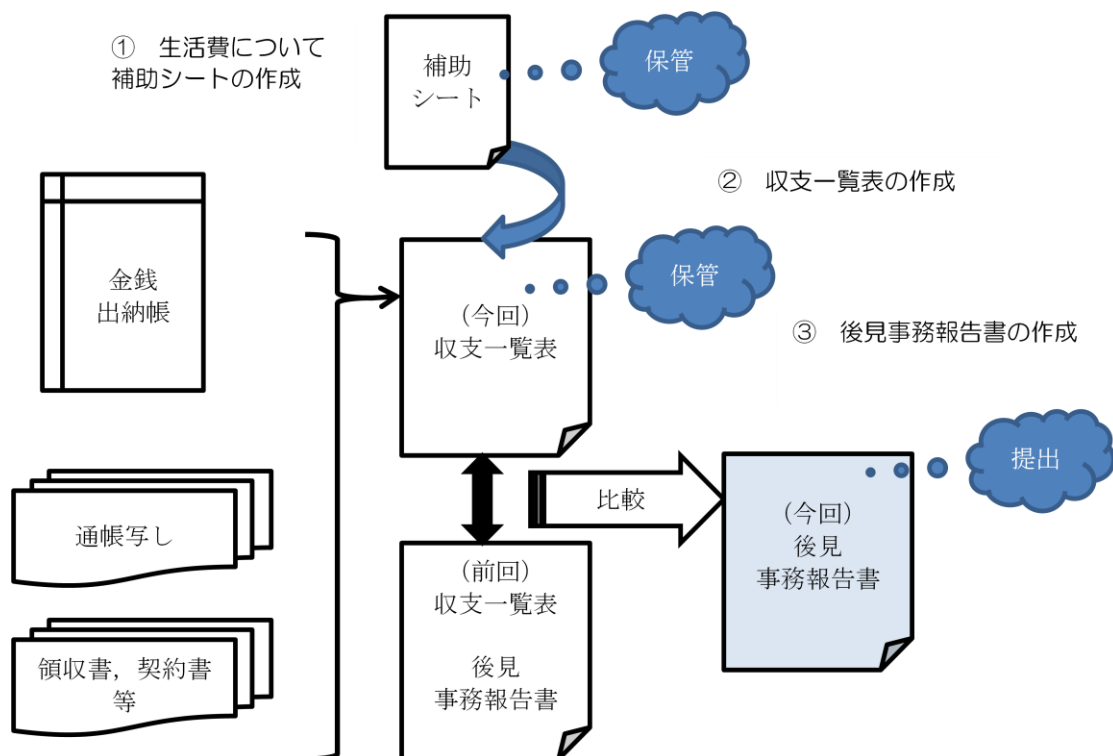 ① 生活費について
補助シートの作成
補助
シート
保管
② 収支一覧表の作成
金銭
出納帳
(今回)
収支一覧表
保管
③ 後見事務報告書の作成
通帳写し
比較
提出
(今回)
後見
事務報告書
(前回)
収支一覧表
後見
事務報告書
領収書，契約書
等